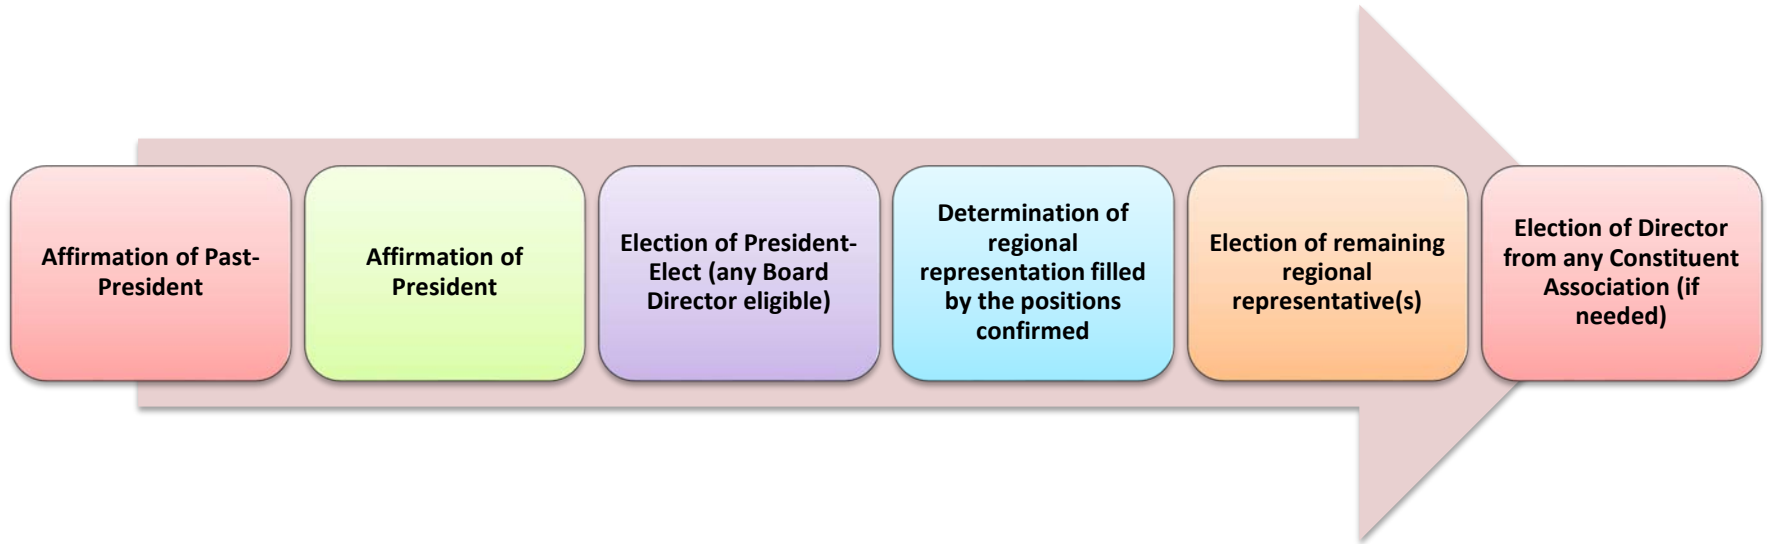 Affirmation of Past-
President
Affirmation of
President
Election of President-
Elect (any Board
Director eligible)
Determination of
regional
representation filled
by the positions
confirmed
Election of remaining
regional
representative(s)
Election of Director
from any Constituent
Association (if
needed)